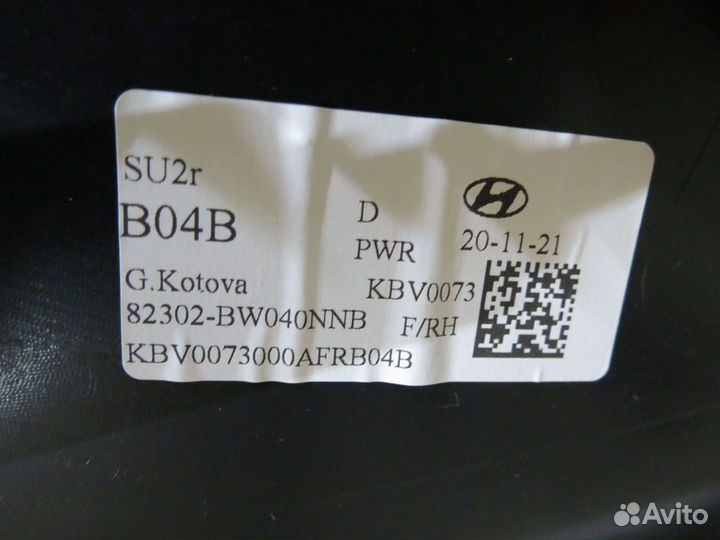 SU2r
B04B D
PWR 20-11-21
G.Kotova KBV0073
82302-BW040NNB F/RH
KBV0073000AFRB04B
Avito